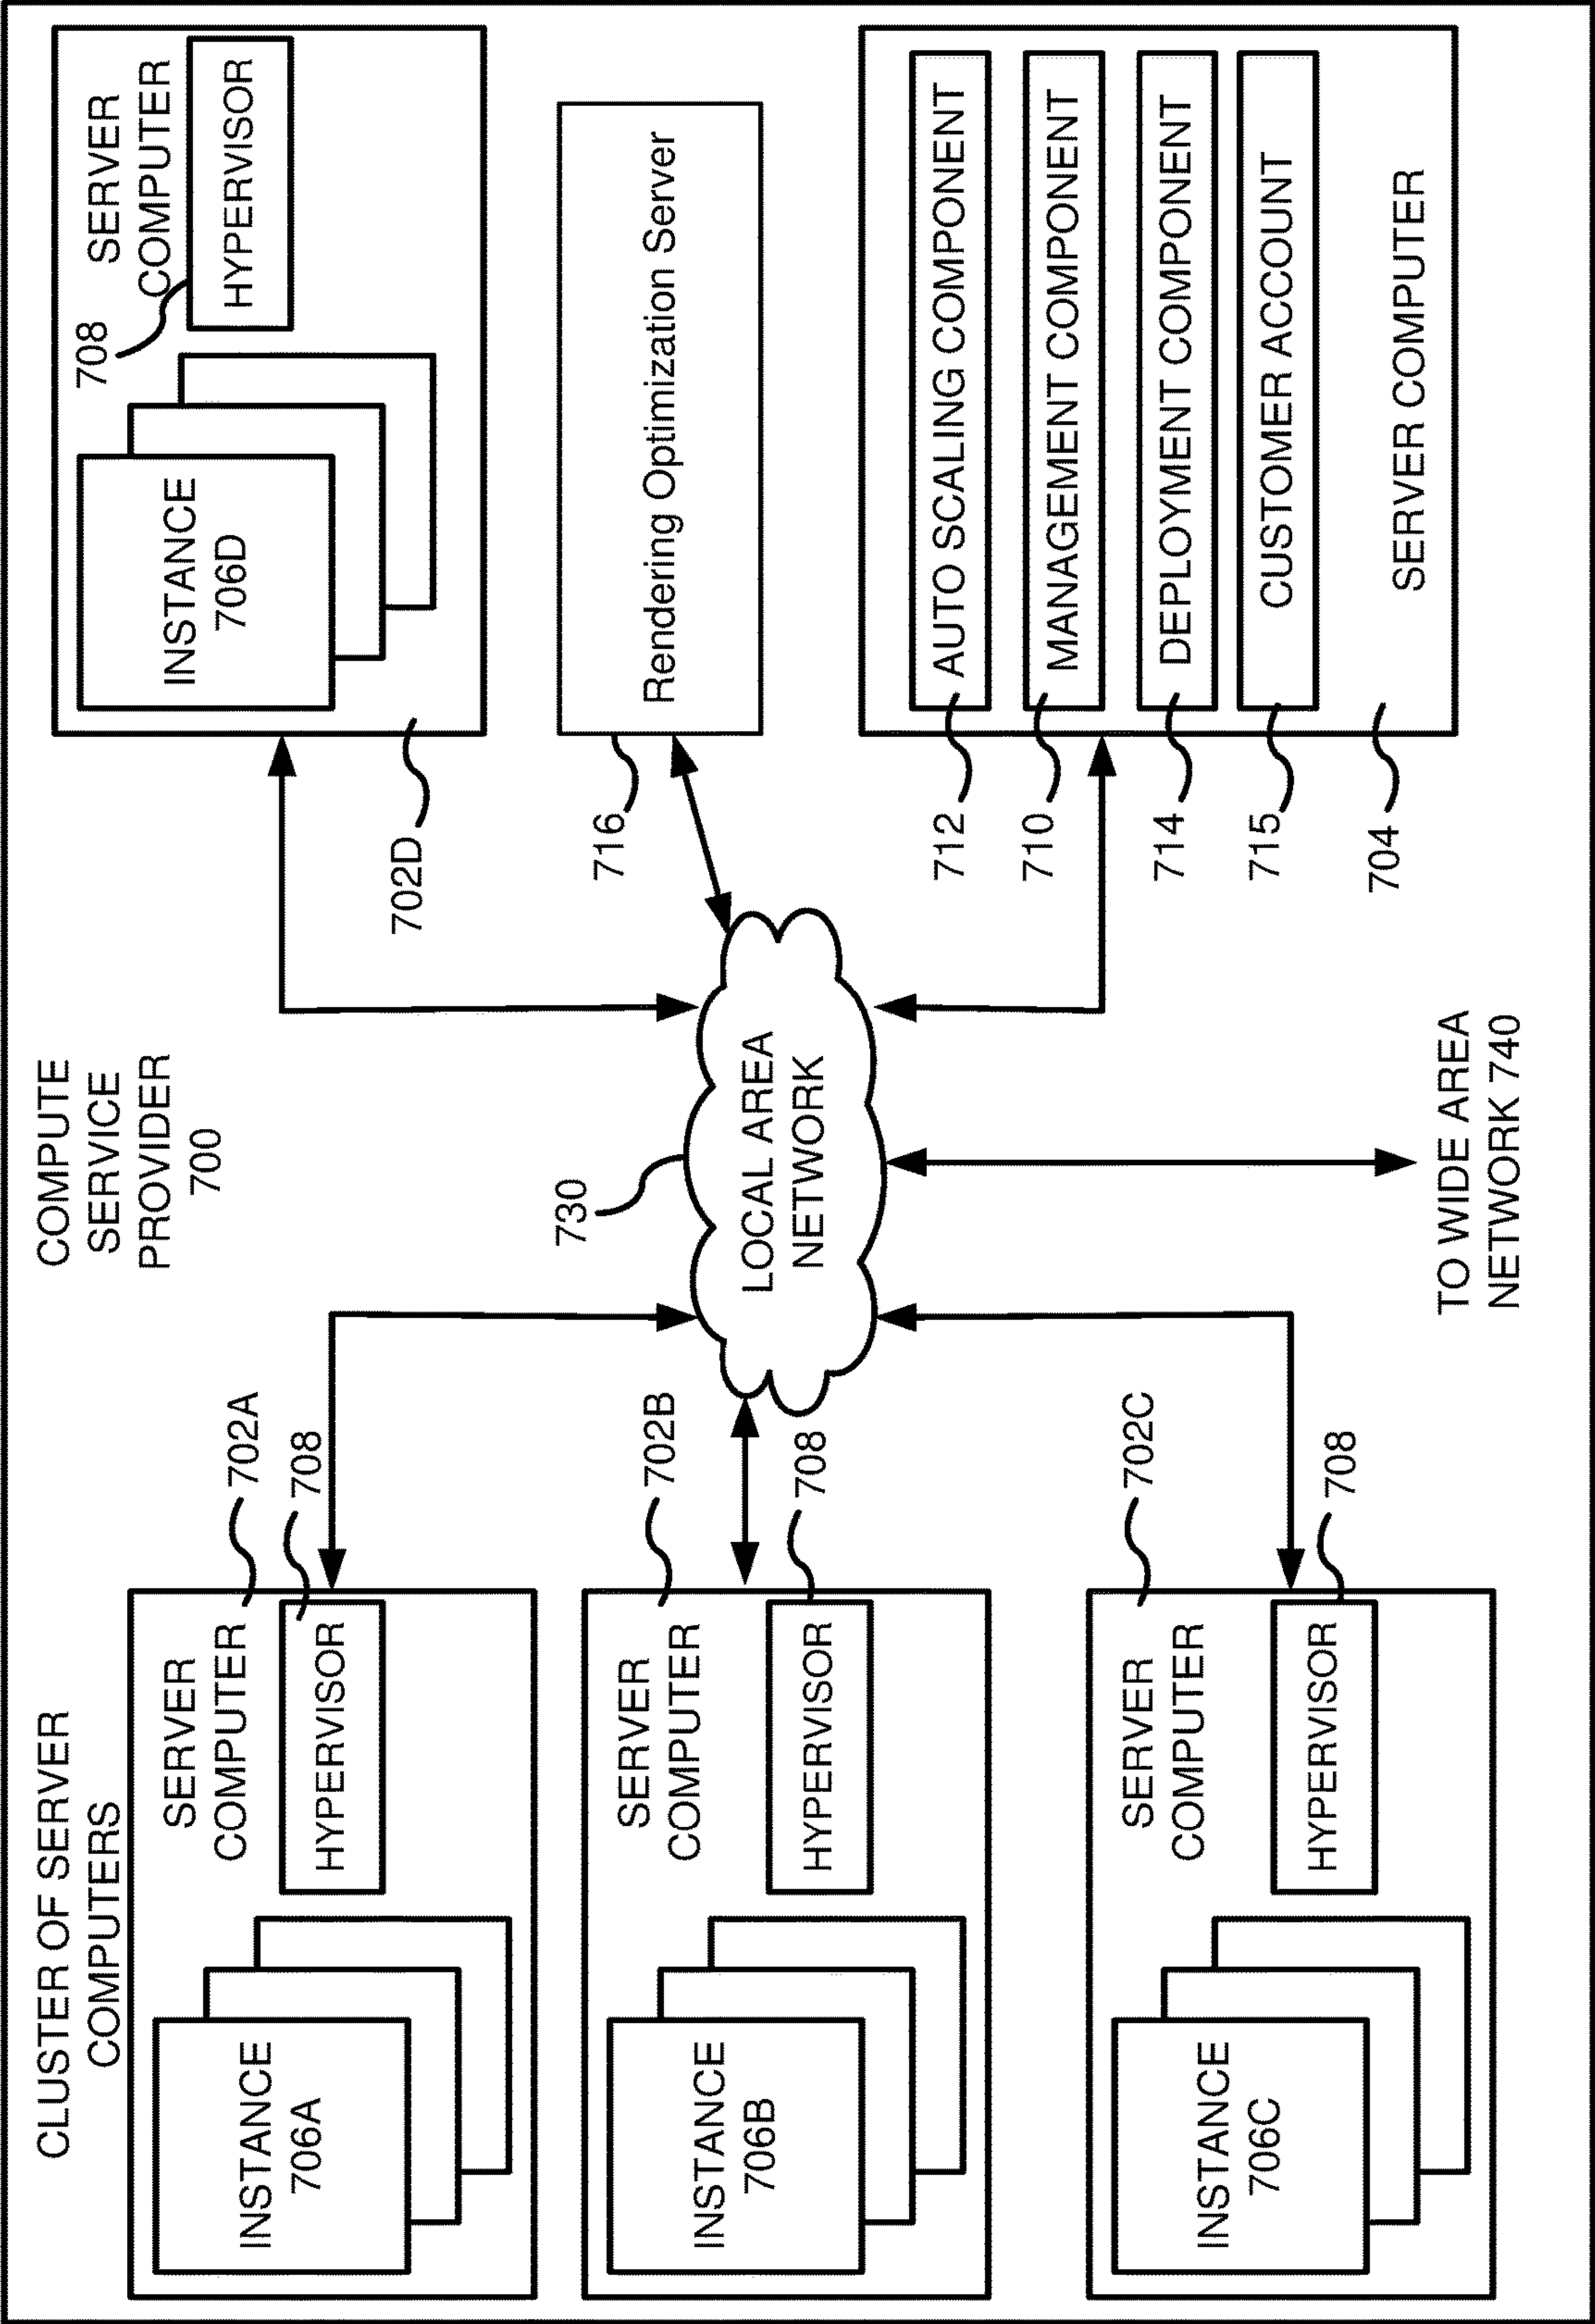 CLUSTER OF SERVER
COMPUTERS
COMPUTE
SERVICE
PROVIDER
700
SERVER
COMPUTER
702A
HYPERVISOR
708
INSTANCE
706A
SERVER
COMPUTER
702B
HYPERVISOR
708
INSTANCE
706B
SERVER
COMPUTER
702C
HYPERVISOR
708
INSTANCE
706C
730
LOCAL AREA
NETWORK
TO WIDE AREA
NETWORK 740
708
SERVER
COMPUTER
HYPERVISOR
INSTANCE
706D
702D
716
Rendering Optimization Server
712
AUTO SCALING COMPONENT
710
MANAGEMENT COMPONENT
714
DEPLOYMENT COMPONENT
715
CUSTOMER ACCOUNT
704
SERVER COMPUTER